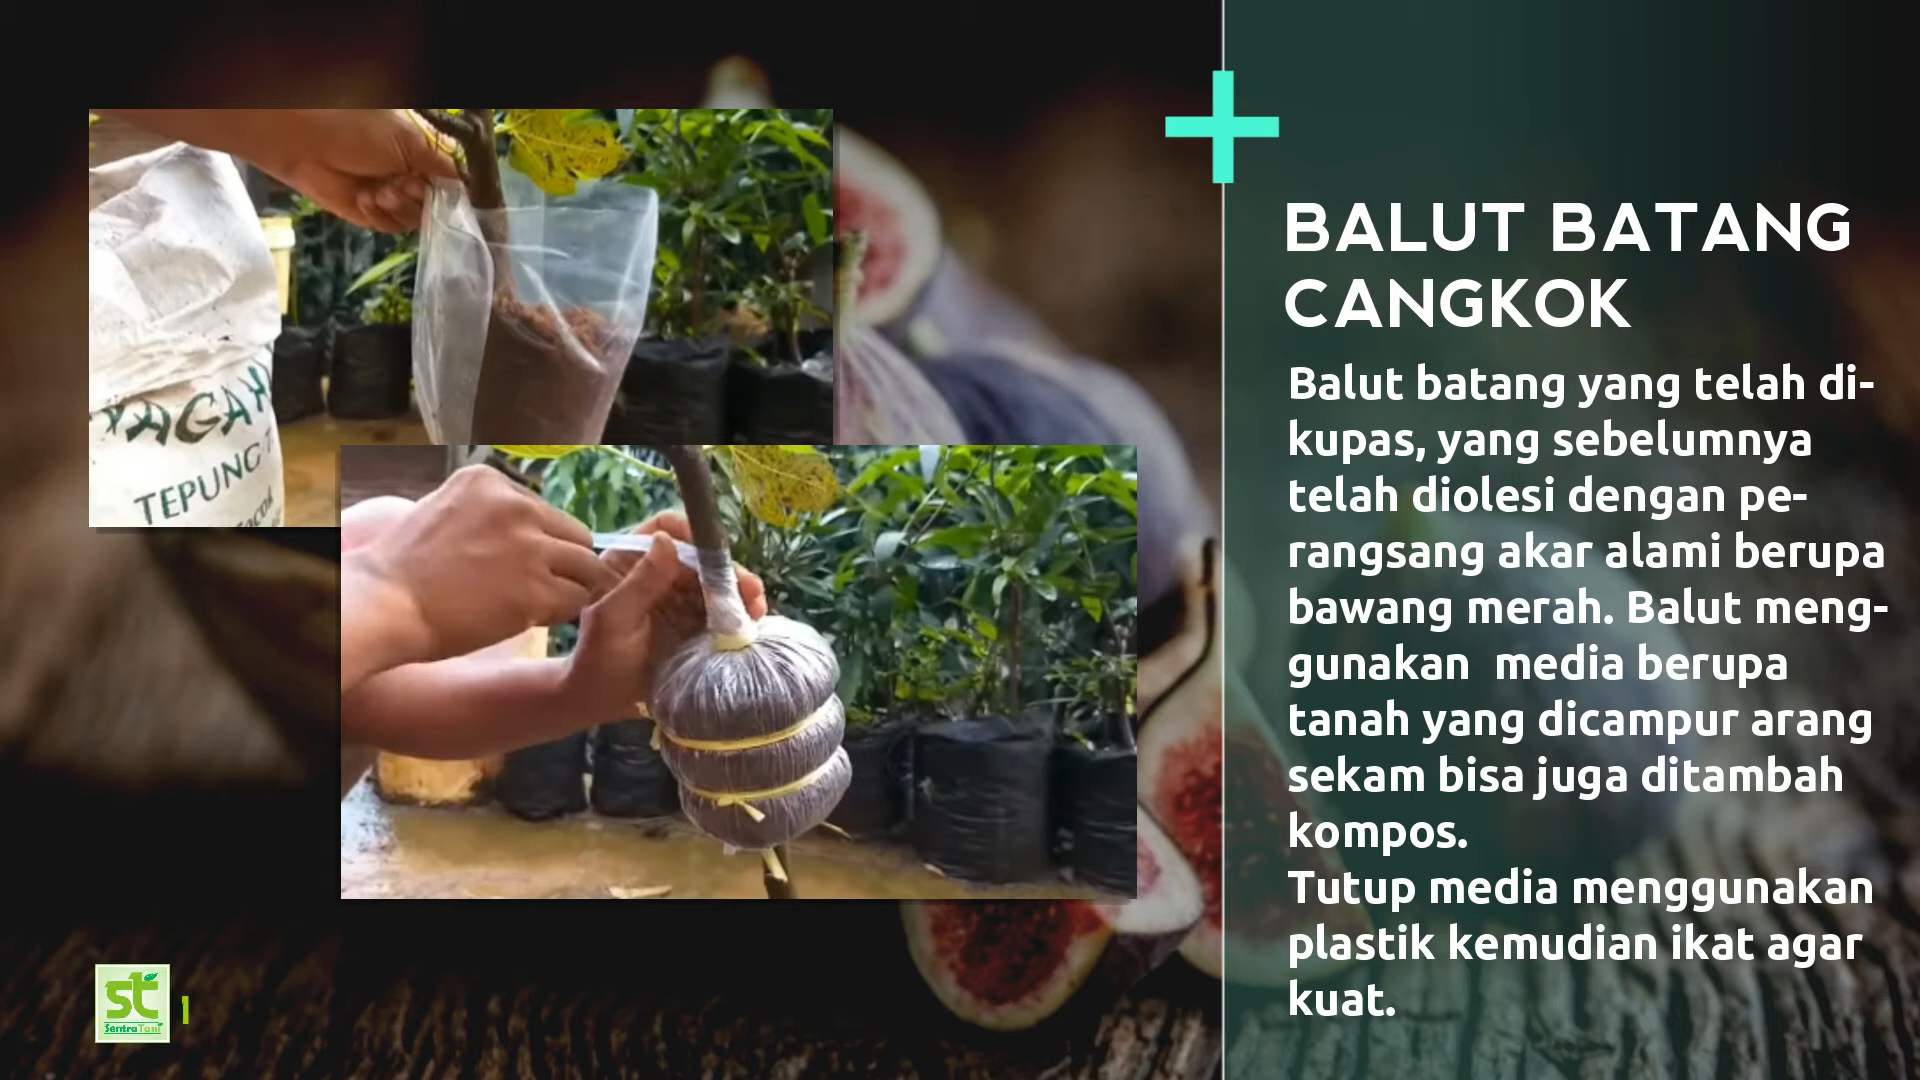 BALUT BATANG
CANGKOK
Balut batang yang telah di-
kupas, yang sebelumnya
telah diolesi dengan pe-
rangsang akar alami berupa
bawang merah. Balut meng-
gunakan  media berupa
tanah yang dicampur arang
sekam bisa juga ditambah
kompos.
Tutup media menggunakan
plastik kemudian ikat agar
kuat.
TEPUNG
st
SentraTani